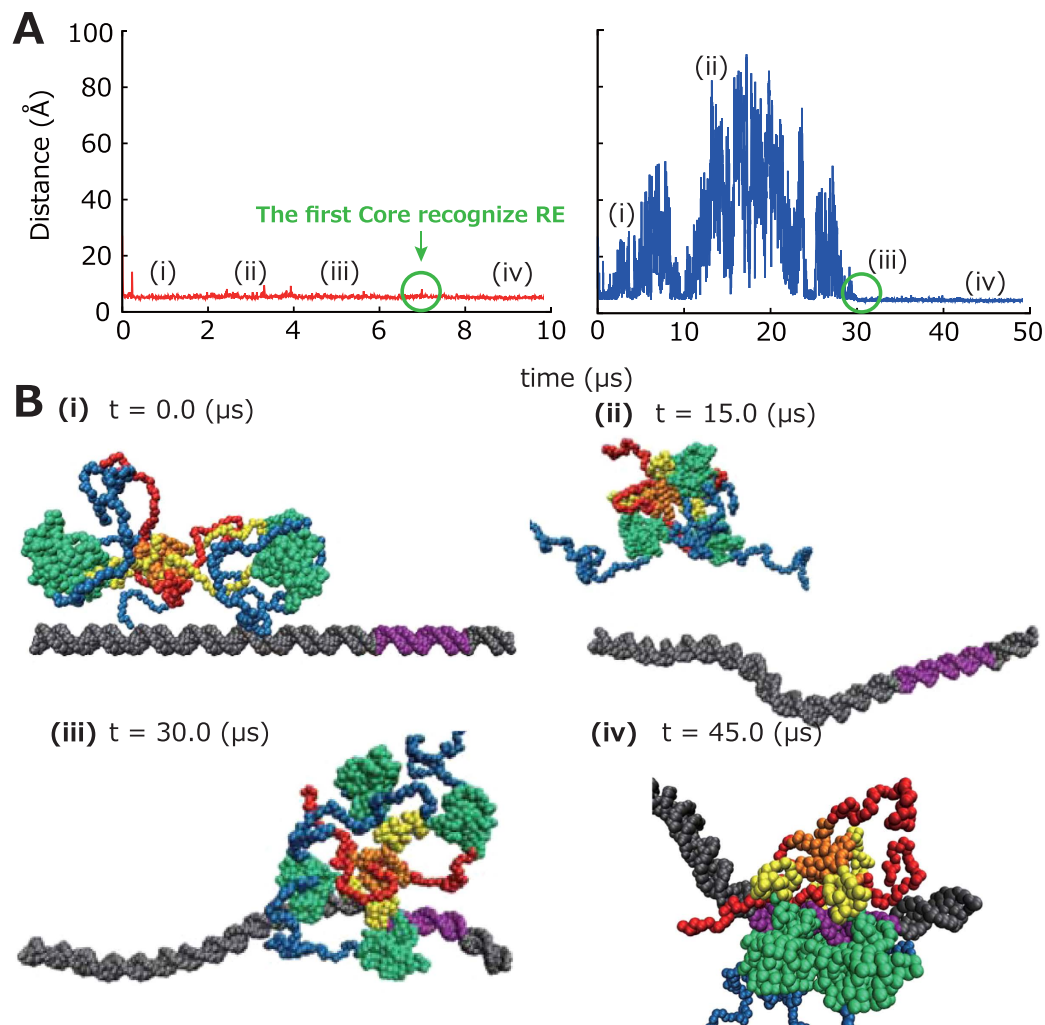 A
Distance (Å)
100
80
60
40
20
0
The first Core recognize RE
(i) (ii) (iii) (iv)
0 2 4 6 8 10
(i)
(ii)
(iii)
(iv)
0 10 20 30 40 50
time (μs)
B
(i) t = 0.0 (μs)
(ii) t = 15.0 (μs)
(iii) t = 30.0 (μs)
(iv) t = 45.0 (μs)